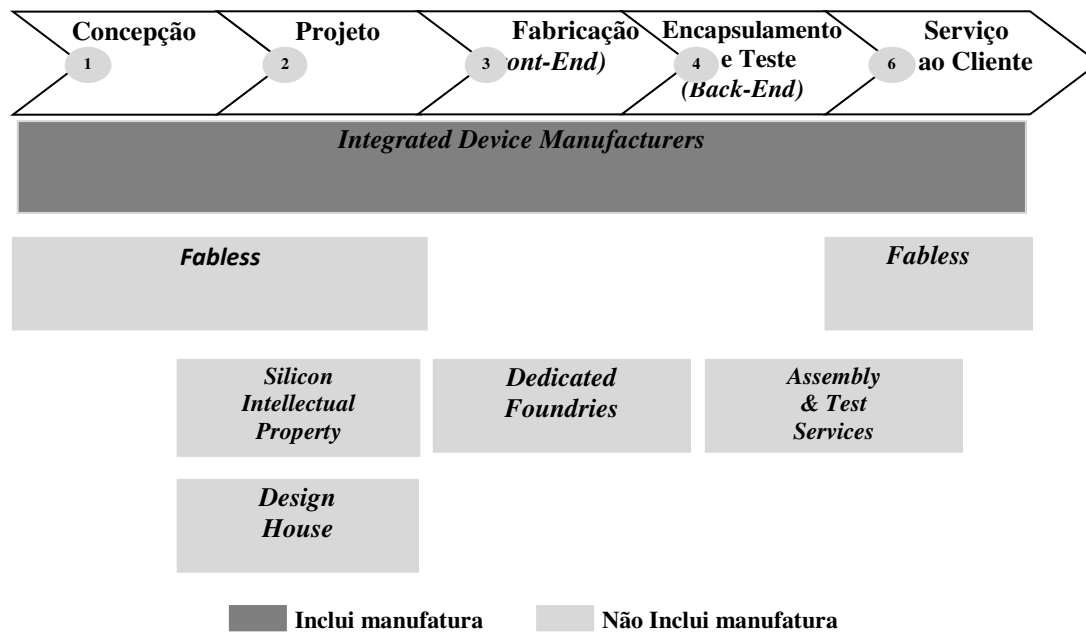 Concepção
1
Projeto
2
Fabricação
3
ont-End)
Encapsulamento
4
e Teste
(Back-End)
Serviço
6
ao Cliente
Integrated Device Manufacturers
Fabless
Fabless
Silicon
Intellectual
Property
Dedicated
Foundries
Assembly
& Test
Services
Design
House
Inclui manufatura
Não Inclui manufatura